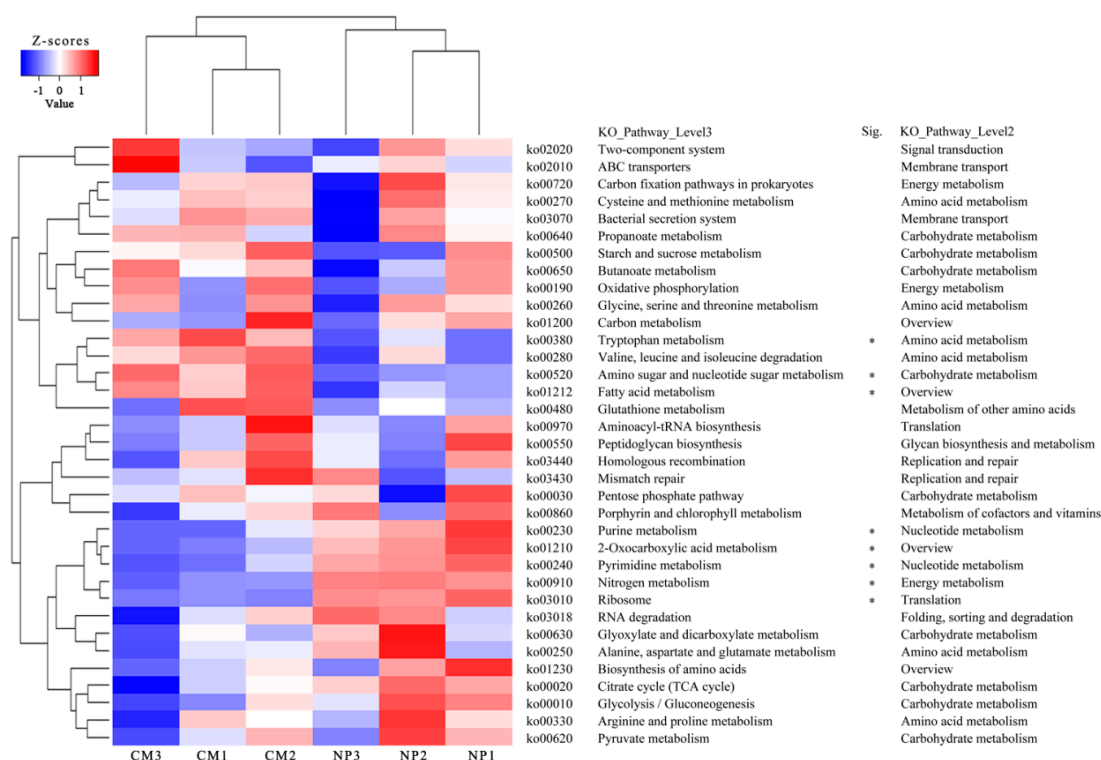 Z-scores
-1 0 1
Value
KO_Pathway_Level3 Sig. KO_Pathway_Level2
ko02020 Two-component system Signal transduction
ko02010 ABC transporters Membrane transport
ko00720 Carbon fixation pathways in prokaryotes Energy metabolism
ko00270 Cysteine and methionine metabolism Amino acid metabolism
ko03070 Bacterial secretion system Membrane transport
ko00640 Propanoate metabolism Carbohydrate metabolism
ko00500 Starch and sucrose metabolism Carbohydrate metabolism
ko00650 Butanoate metabolism Carbohydrate metabolism
ko00190 Oxidative phosphorylation Energy metabolism
ko00260 Glycine, serine and threonine metabolism Amino acid metabolism
ko01200 Carbon metabolism Overview
ko00380 Tryptophan metabolism * Amino acid metabolism
ko00280 Valine, leucine and isoleucine degradation Amino acid metabolism
ko00520 Amino sugar and nucleotide sugar metabolism * Carbohydrate metabolism
ko01212 Fatty acid metabolism * Overview
ko00480 Glutathione metabolism Metabolism of other amino acids
ko00970 Aminoacyl-tRNA biosynthesis Translation
ko00550 Peptidoglycan biosynthesis Glycan biosynthesis and metabolism
ko03440 Homologous recombination Replication and repair
ko03430 Mismatch repair Replication and repair
ko00030 Pentose phosphate pathway Carbohydrate metabolism
ko00860 Porphyrin and chlorophyll metabolism Metabolism of cofactors and vitamins
ko00230 Purine metabolism * Nucleotide metabolism
ko01210 2-Oxocarboxylic acid metabolism * Overview
ko00240 Pyrimidine metabolism * Nucleotide metabolism
ko00910 Nitrogen metabolism * Energy metabolism
ko03010 Ribosome * Translation
ko03018 RNA degradation Folding, sorting and degradation
ko00630 Glyoxylate and dicarboxylate metabolism Carbohydrate metabolism
ko00250 Alanine, aspartate and glutamate metabolism Amino acid metabolism
ko01230 Biosynthesis of amino acids Overview
ko00020 Citrate cycle (TCA cycle) Carbohydrate metabolism
ko00010 Glycolysis / Gluconeogenesis Carbohydrate metabolism
ko00330 Arginine and proline metabolism Amino acid metabolism
ko00620 Pyruvate metabolism Carbohydrate metabolism
CM3 CM1 CM2 NP3 NP2 NP1